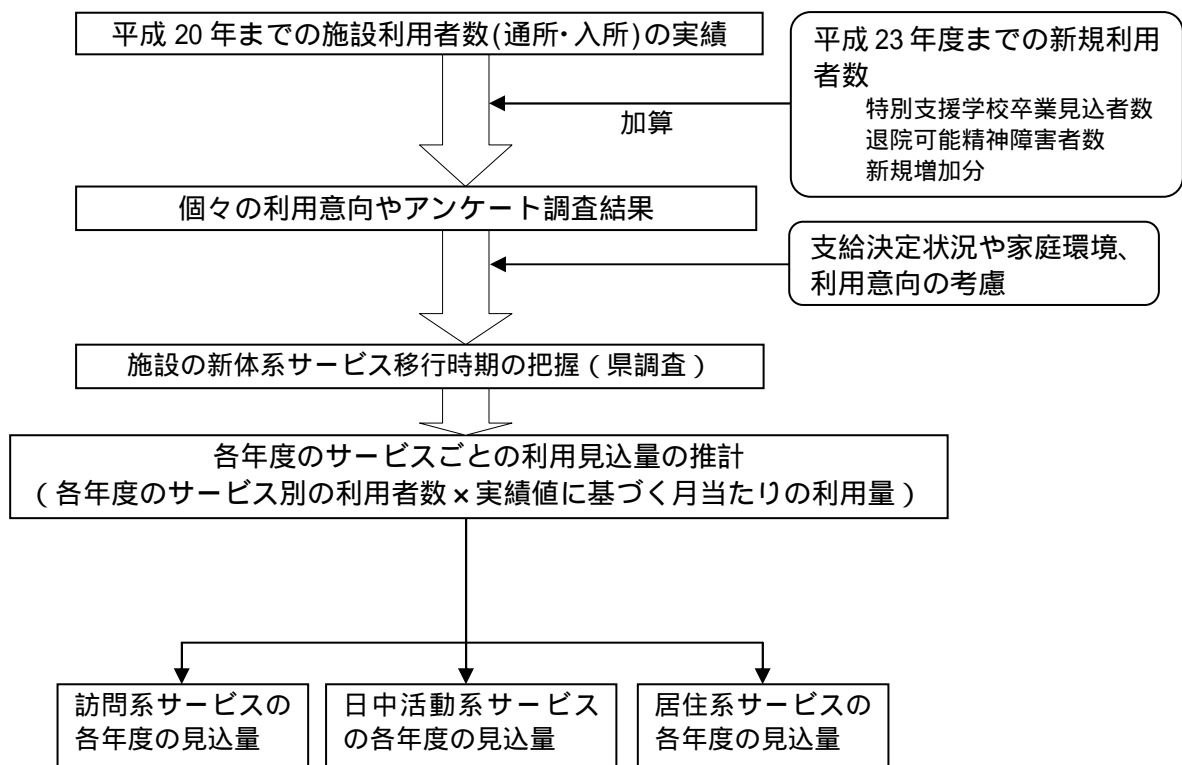 平成 20 年までの施設利用者数(通所・入所)の実績
平成 23 年度までの新規利用
者数
特別支援学校卒業見込者数
退院可能精神障害者数
新規増加分
加算
個々の利用意向やアンケート調査結果
支給決定状況や家庭環境、
利用意向の考慮
施設の新体系サービス移行時期の把握（県調査）
各年度のサービスごとの利用見込量の推計
（各年度のサービス別の利用者数×実績値に基づく月当たりの利用量）
訪問系サービスの
各年度の見込量
日中活動系サービス
の各年度の見込量
居住系サービスの
各年度の見込量